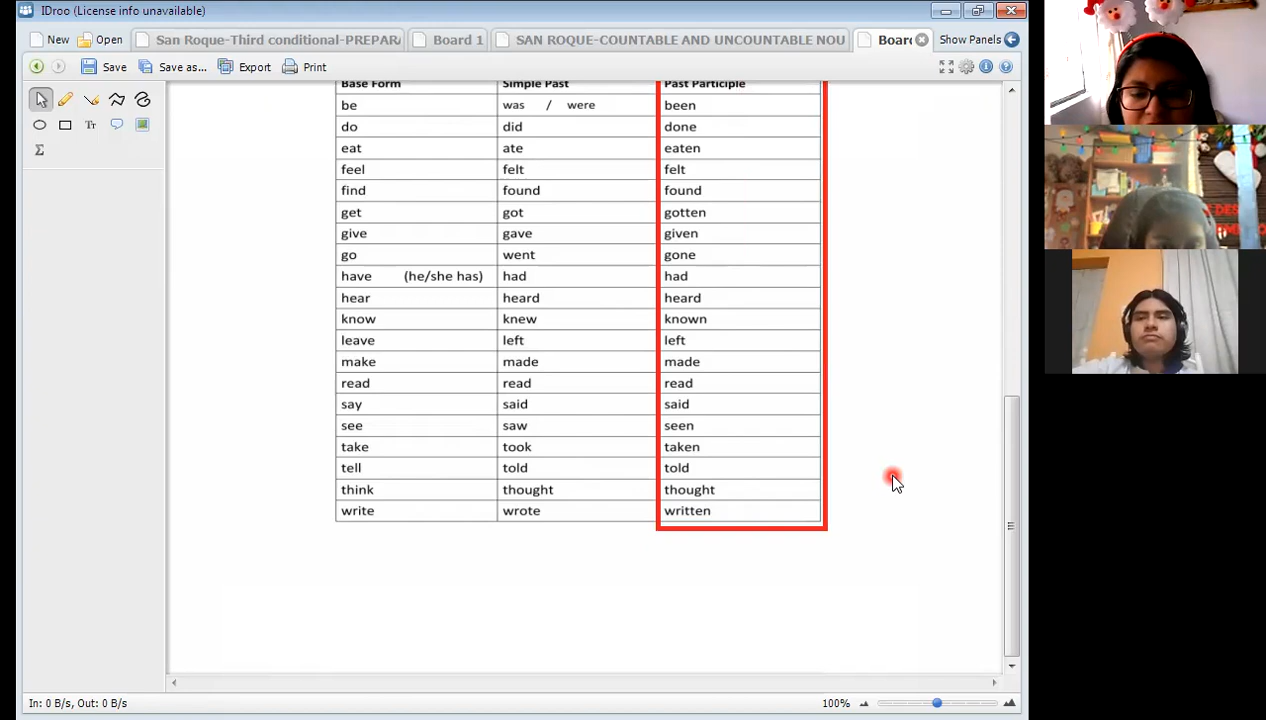 IDroo (License info unavailable)
New Open San Roque-Third conditional-PREPAR Board 1 SAN ROQUE-COUNTABLE AND UNCOUNTABLE NOU Board Show Panels
Save Save as... Export Print
Tr
Σ
Base Form Simple Past Past Participle
be was / were been
do did done
eat ate eaten
feel felt felt
find found found
get got gotten
give gave given
go went gone
have (he/she has) had had
hear heard heard
know knew known
leave left left
make made made
read read read
say said said
see saw seen
take took taken
tell told told
think thought thought
write wrote written
In: 0 B/s, Out: 0 B/s 100%